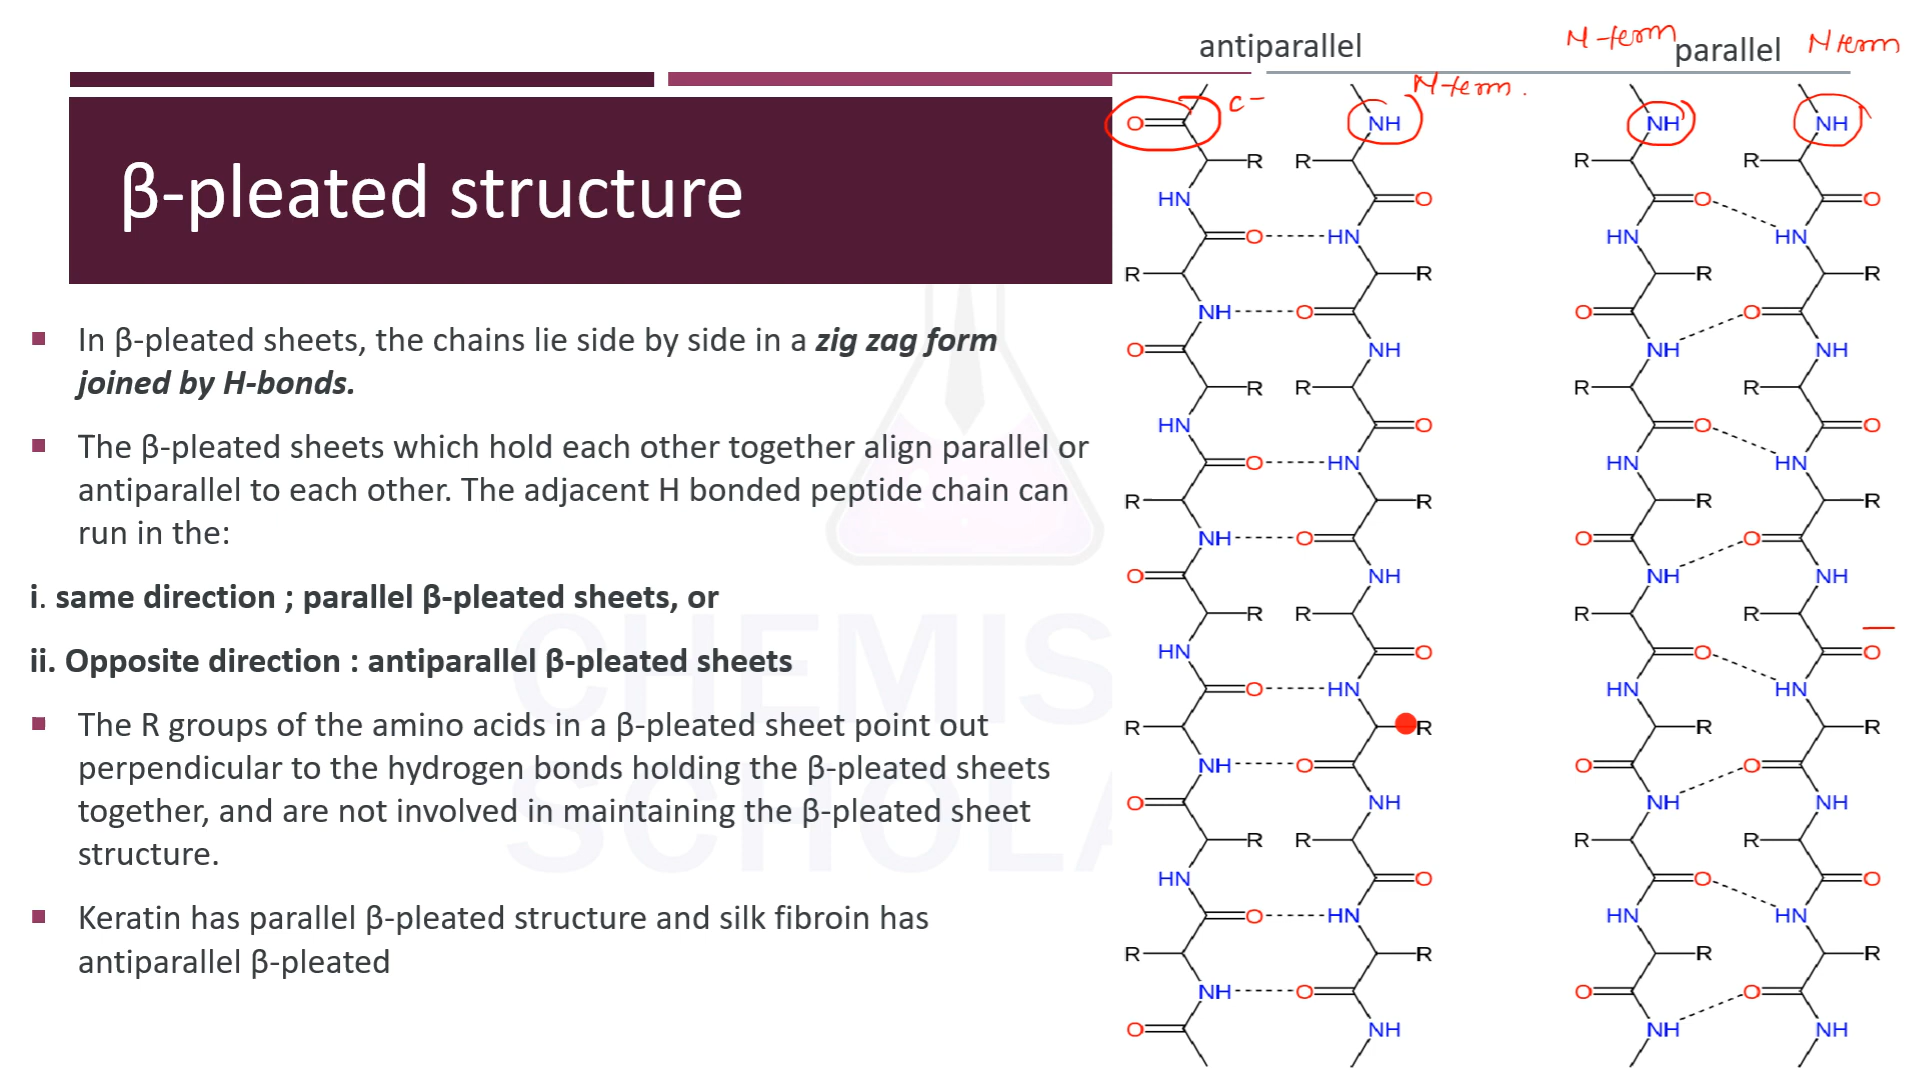 antiparallel
parallel
N-term
N term
C-
N-term.
β-pleated structure
▪ In β-pleated sheets, the chains lie side by side in a zig zag form
joined by H-bonds.
▪ The β-pleated sheets which hold each other together align parallel or
antiparallel to each other. The adjacent H bonded peptide chain can
run in the:
i. same direction ; parallel β-pleated sheets, or
ii. Opposite direction : antiparallel β-pleated sheets
▪ The R groups of the amino acids in a β-pleated sheet point out
perpendicular to the hydrogen bonds holding the β-pleated sheets
together, and are not involved in maintaining the β-pleated sheet
structure.
▪ Keratin has parallel β-pleated structure and silk fibroin has
antiparallel β-pleated
CHEMIS
SCHOLA
O NH NH NH
R R R R
HN O O O
O HN HN HN
R R R R
NH O O O
O NH NH NH
R R R R
HN O O O
O HN HN HN
R R R R
NH O O O
O NH NH NH
R R R R
HN O O O
O HN HN HN
R R R R
NH O O O
O NH NH NH
R R R R
HN O O O
O HN HN HN
R R R R
NH O O O
O NH NH NH